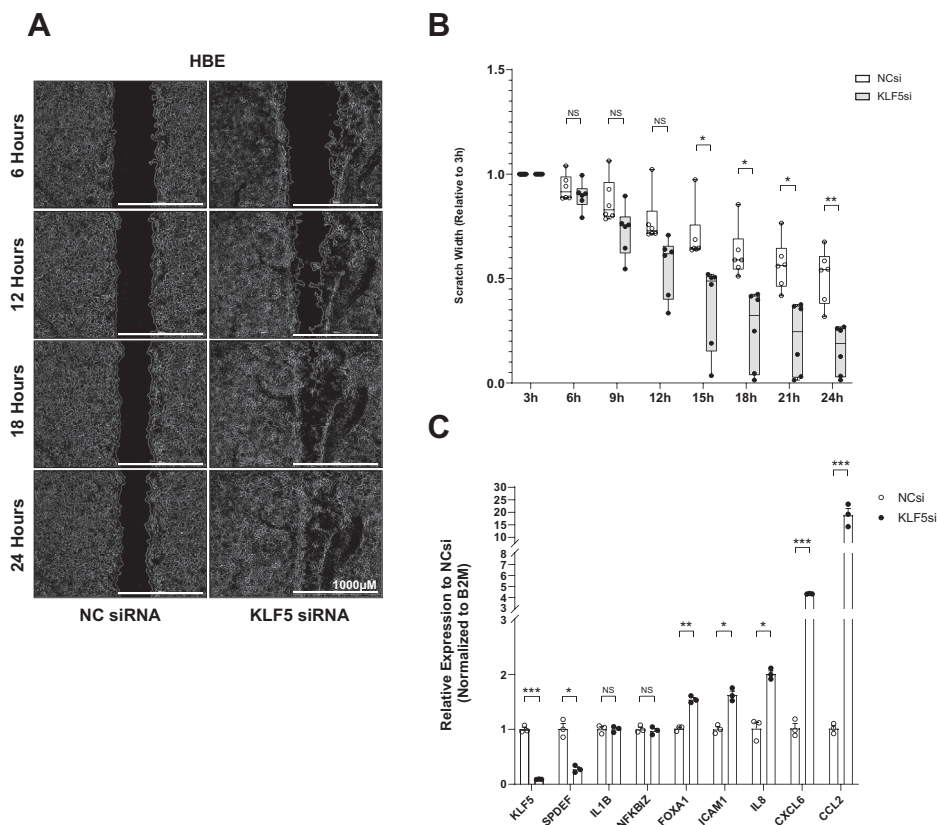 A
HBE
6 Hours
12 Hours
18 Hours
24 Hours
1000µM
NC siRNA
KLF5 siRNA
B
NCsi
KLF5si
Scratch Width (Relative to 3h)
1.5
1.0
0.5
0.0
NS
NS
NS
*
*
*
**
3h
6h
9h
12h
15h
18h
21h
24h
C
NCsi
KLF5si
Relative Expression to NCsi
(Normalized to B2M)
30
25
20
15
10
8
7
6
5
4
3
3
2
1
0
***
*
NS
NS
**
*
*
***
***
KLF5
SPDEF
IL1B
NFKBIZ
FOXA1
ICAM1
IL8
CXCL6
CCL2